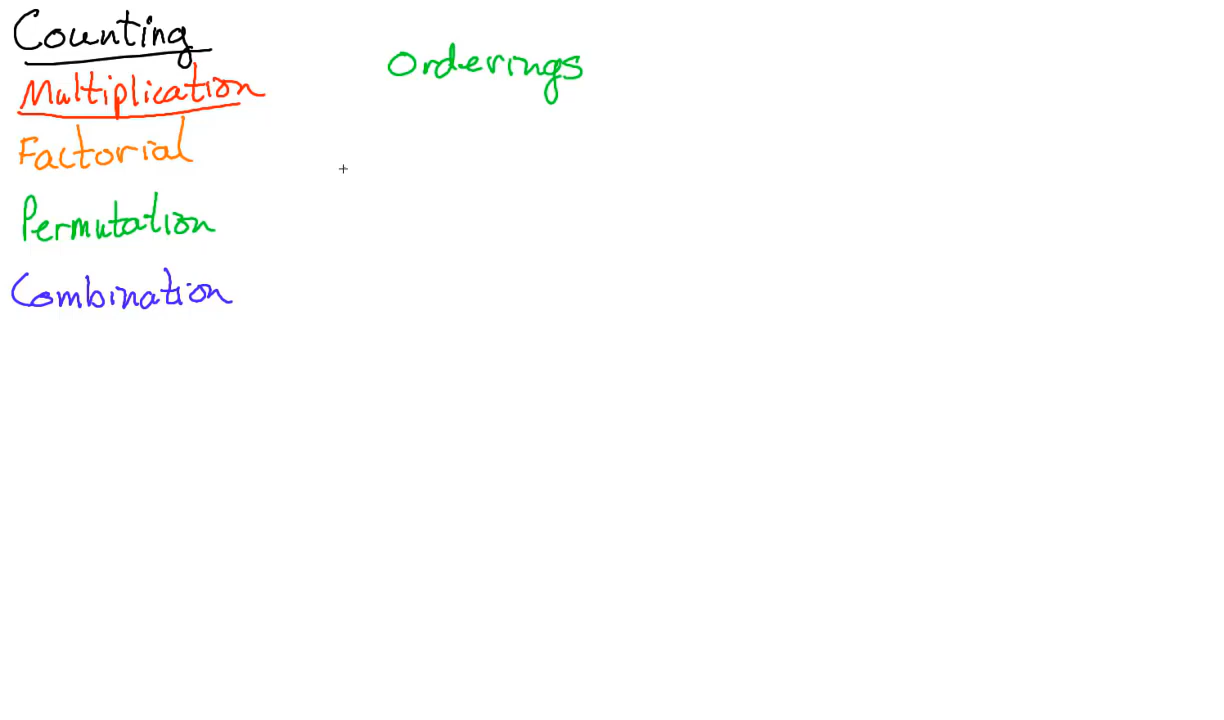 Counting
Multiplication
Factorial
Permutation
Combination
Orderings